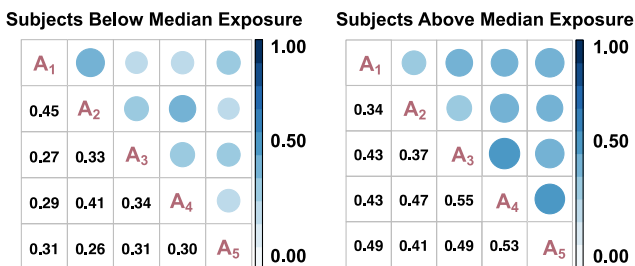 Subjects Below Median Exposure
A1
1.00
0.45 A2
0.27 0.33 A3
0.50
0.29 0.41 0.34 A4
0.31 0.26 0.31 0.30 A5
0.00
Subjects Above Median Exposure
A1
1.00
0.34 A2
0.43 0.37 A3
0.50
0.43 0.47 0.55 A4
0.49 0.41 0.49 0.53 A5
0.00